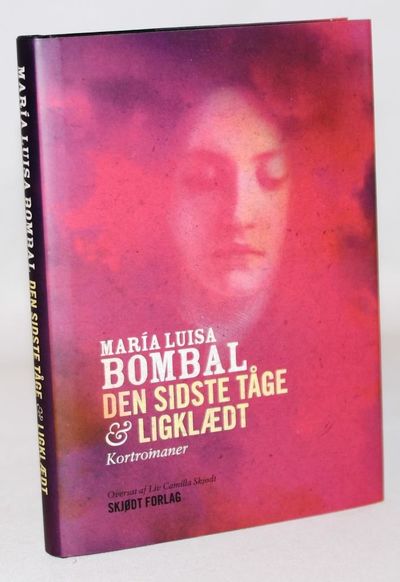 MARÍA LUISA BOMBAL DEN SIDSTE TÅGE & LIGKLÆDT
MARÍA LUISA
BOMBAL
DEN SIDSTE TÅGE
& LIGKLÆDT
Kortromaner
Oversat af Liv Camilla Skjødt
SKJØDT FORLAG